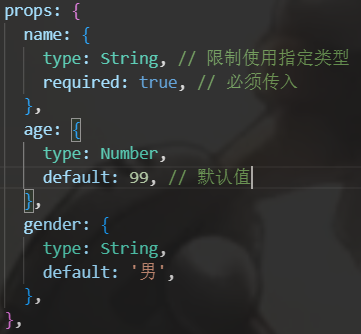 props: {
  name: {
    type: String, // 限制使用指定类型
    required: true, // 必须传入
  },
  age: {
    type: Number,
    default: 99, // 默认值
  },
  gender: {
    type: String,
    default: '男',
  },
},